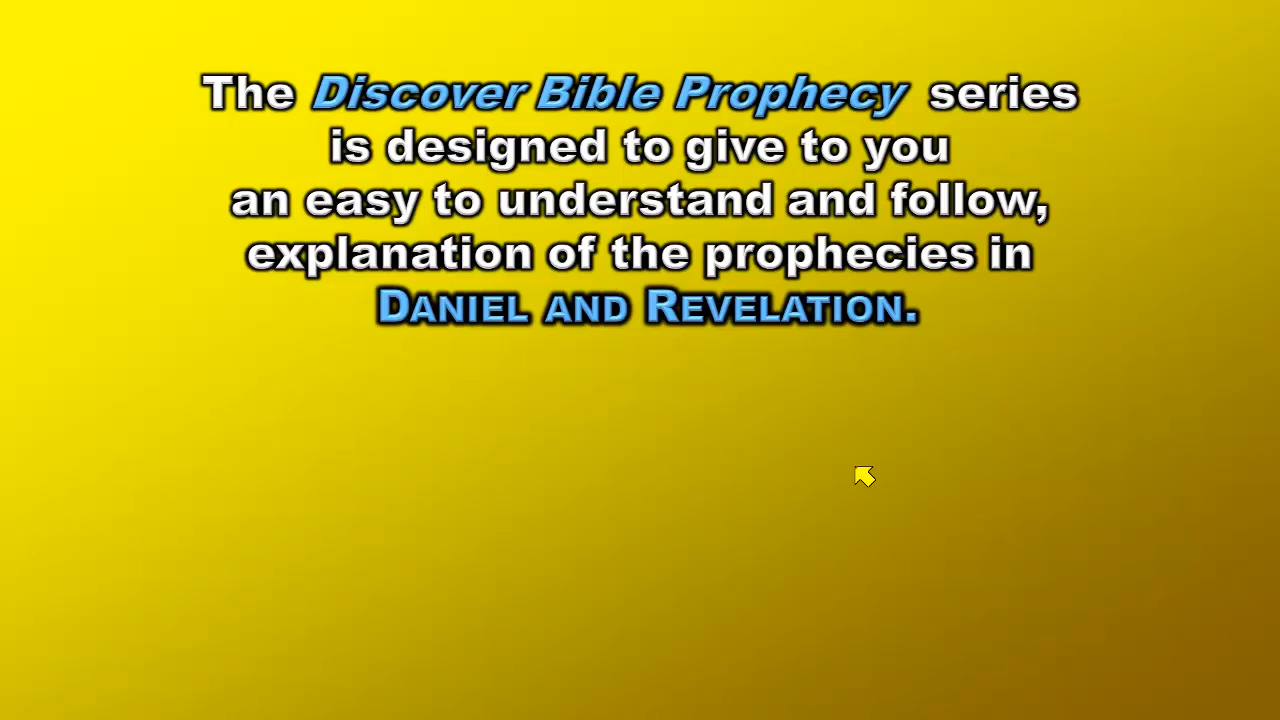 The Discover Bible Prophecy series
is designed to give to you
an easy to understand and follow,
explanation of the prophecies in
DANIEL AND REVELATION.